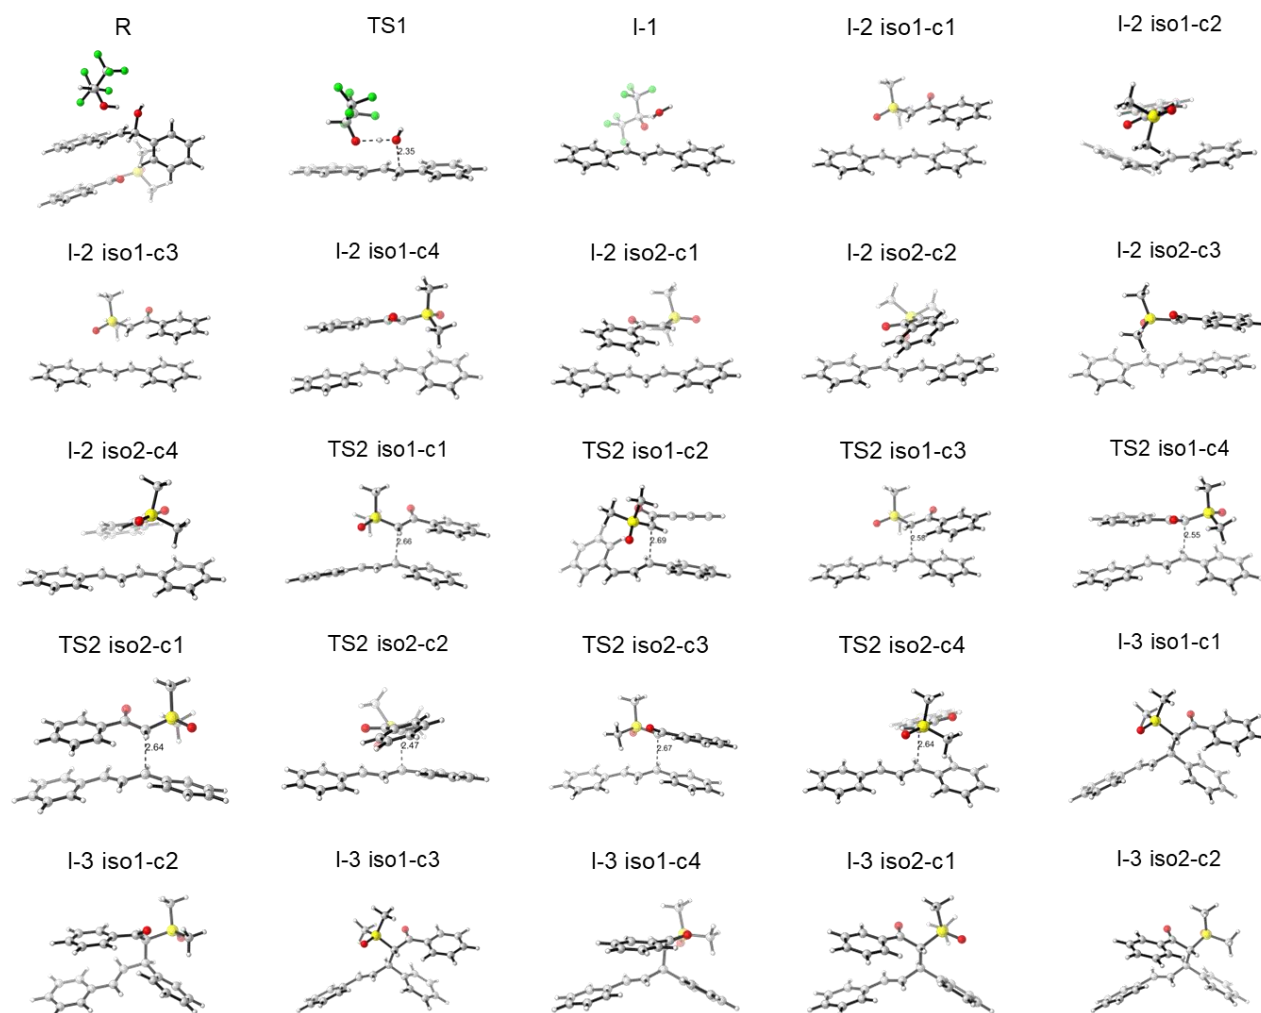 R
TS1
I-1
I-2 iso1-c1
I-2 iso1-c2
2.35
I-2 iso1-c3
I-2 iso1-c4
I-2 iso2-c1
I-2 iso2-c2
I-2 iso2-c3
I-2 iso2-c4
TS2 iso1-c1
TS2 iso1-c2
TS2 iso1-c3
TS2 iso1-c4
2.66
2.69
2.58
2.55
TS2 iso2-c1
TS2 iso2-c2
TS2 iso2-c3
TS2 iso2-c4
I-3 iso1-c1
2.64
2.47
2.67
2.64
I-3 iso1-c2
I-3 iso1-c3
I-3 iso1-c4
I-3 iso2-c1
I-3 iso2-c2